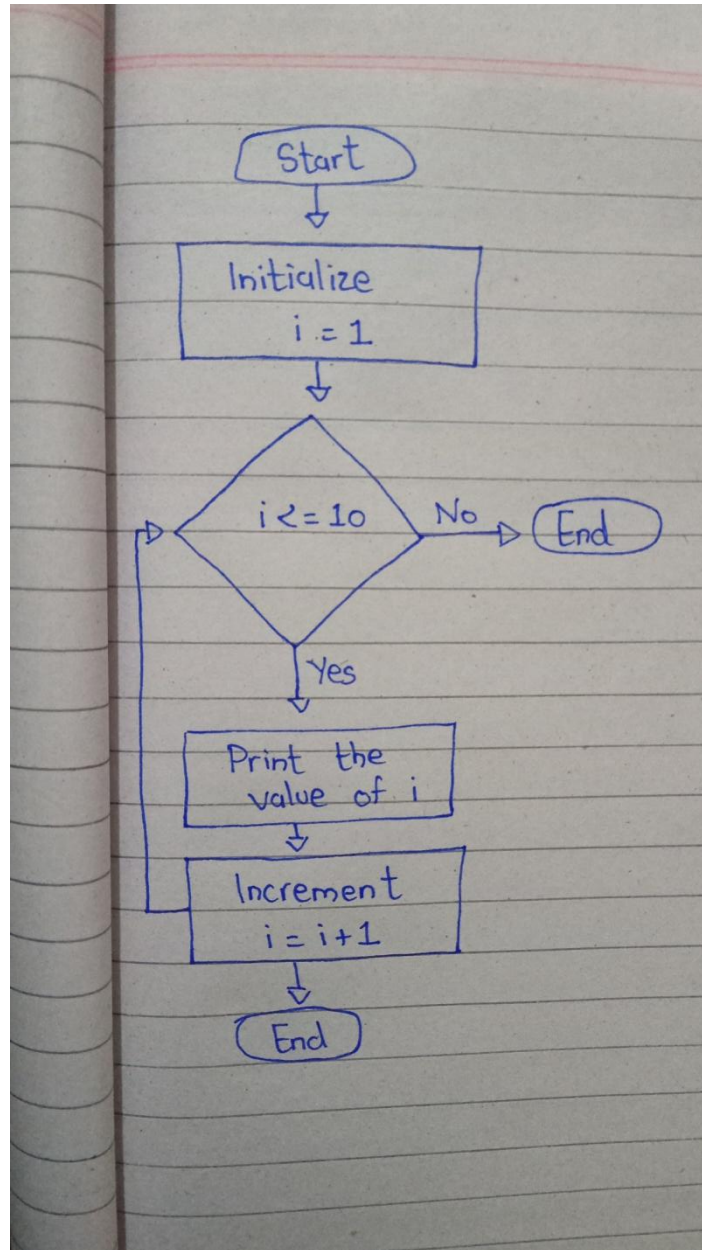 Start
Initialize
i = 1
i <= 10
No
End
Yes
Print the
value of i
Increment
i = i+1
End